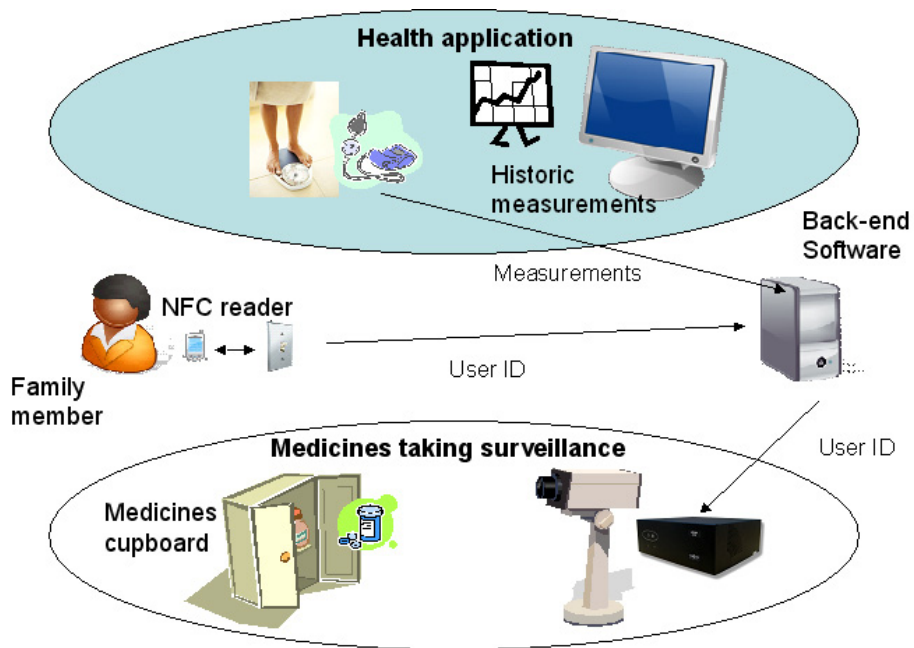 Health application
Historic
measurements
Back-end
Software
Measurements
NFC reader
User ID
Family
member
Medicines taking surveillance
User ID
Medicines
cupboard